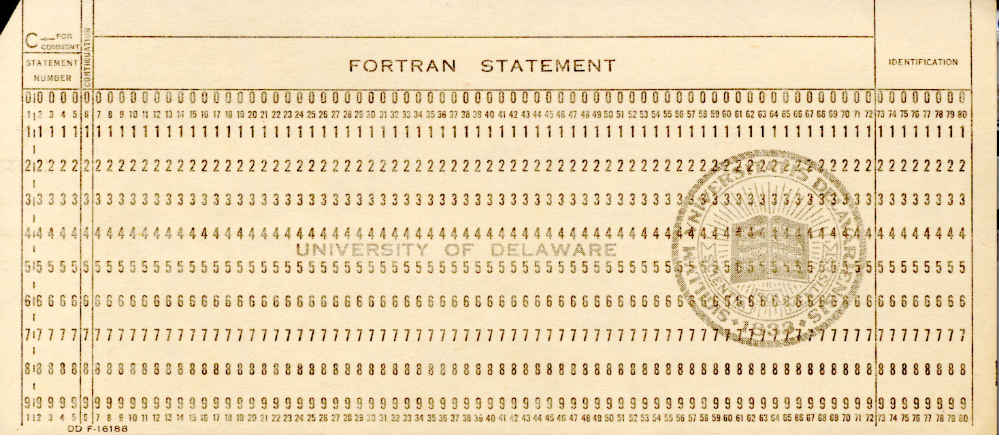 C ← FOR COMMENT
STATEMENT NUMBER
CONTINUATION
FORTRAN STATEMENT
IDENTIFICATION
0 0 0 0 0 0 0 0 0 0 0 0 0 0 0 0 0 0 0 0 0 0 0 0 0 0 0 0 0 0 0 0 0 0 0 0 0 0 0 0 0 0 0 0 0 0 0 0 0 0 0 0 0 0 0 0 0 0 0 0 0 0 0 0 0 0 0 0 0 0 0 0 0 0 0 0 0 0 0 0
1 2 3 4 5 6 7 8 9 10 11 12 13 14 15 16 17 18 19 20 21 22 23 24 25 26 27 28 29 30 31 32 33 34 35 36 37 38 39 40 41 42 43 44 45 46 47 48 49 50 51 52 53 54 55 56 57 58 59 60 61 62 63 64 65 66 67 68 69 70 71 72 73 74 75 76 77 78 79 80
1 1 1 1 1 1 1 1 1 1 1 1 1 1 1 1 1 1 1 1 1 1 1 1 1 1 1 1 1 1 1 1 1 1 1 1 1 1 1 1 1 1 1 1 1 1 1 1 1 1 1 1 1 1 1 1 1 1 1 1 1 1 1 1 1 1 1 1 1 1 1 1 1 1 1 1 1 1 1 1
2 2 2 2 2 2 2 2 2 2 2 2 2 2 2 2 2 2 2 2 2 2 2 2 2 2 2 2 2 2 2 2 2 2 2 2 2 2 2 2 2 2 2 2 2 2 2 2 2 2 2 2 2 2 2 2 2 2 2 2 2 2 2 2 2 2 2 2 2 2 2 2 2 2 2 2 2 2 2 2
3 3 3 3 3 3 3 3 3 3 3 3 3 3 3 3 3 3 3 3 3 3 3 3 3 3 3 3 3 3 3 3 3 3 3 3 3 3 3 3 3 3 3 3 3 3 3 3 3 3 3 3 3 3 3 3 3 3 3 3 3 3 3 3 3 3 3 3 3 3 3 3 3 3 3 3 3 3 3 3
4 4 4 4 4 4 4 4 4 4 4 4 4 4 4 4 4 4 4 4 4 4 4 4 4 4 4 4 4 4 4 4 4 4 4 4 4 4 4 4 4 4 4 4 4 4 4 4 4 4 4 4 4 4 4 4 4 4 4 4 4 4 4 4 4 4 4 4 4 4 4 4 4 4 4 4 4 4 4 4
UNIVERSITY OF DELAWARE
5 5 5 5 5 5 5 5 5 5 5 5 5 5 5 5 5 5 5 5 5 5 5 5 5 5 5 5 5 5 5 5 5 5 5 5 5 5 5 5 5 5 5 5 5 5 5 5 5 5 5 5 5 5 5 5 5 5 5 5 5 5 5 5 5 5 5 5 5 5 5 5 5 5 5 5 5 5 5 5
6 6 6 6 6 6 6 6 6 6 6 6 6 6 6 6 6 6 6 6 6 6 6 6 6 6 6 6 6 6 6 6 6 6 6 6 6 6 6 6 6 6 6 6 6 6 6 6 6 6 6 6 6 6 6 6 6 6 6 6 6 6 6 6 6 6 6 6 6 6 6 6 6 6 6 6 6 6 6 6
7 7 7 7 7 7 7 7 7 7 7 7 7 7 7 7 7 7 7 7 7 7 7 7 7 7 7 7 7 7 7 7 7 7 7 7 7 7 7 7 7 7 7 7 7 7 7 7 7 7 7 7 7 7 7 7 7 7 7 7 7 7 7 7 7 7 7 7 7 7 7 7 7 7 7 7 7 7 7 7
8 8 8 8 8 8 8 8 8 8 8 8 8 8 8 8 8 8 8 8 8 8 8 8 8 8 8 8 8 8 8 8 8 8 8 8 8 8 8 8 8 8 8 8 8 8 8 8 8 8 8 8 8 8 8 8 8 8 8 8 8 8 8 8 8 8 8 8 8 8 8 8 8 8 8 8 8 8 8 8
9 9 9 9 9 9 9 9 9 9 9 9 9 9 9 9 9 9 9 9 9 9 9 9 9 9 9 9 9 9 9 9 9 9 9 9 9 9 9 9 9 9 9 9 9 9 9 9 9 9 9 9 9 9 9 9 9 9 9 9 9 9 9 9 9 9 9 9 9 9 9 9 9 9 9 9 9 9 9 9
1 2 3 4 5 6 7 8 9 10 11 12 13 14 15 16 17 18 19 20 21 22 23 24 25 26 27 28 29 30 31 32 33 34 35 36 37 38 39 40 41 42 43 44 45 46 47 48 49 50 51 52 53 54 55 56 57 58 59 60 61 62 63 64 65 66 67 68 69 70 71 72 73 74 75 76 77 78 79 80
DD F-16188
SIGILLUM UNIVERSITATIS DELAWARENSIS
1833